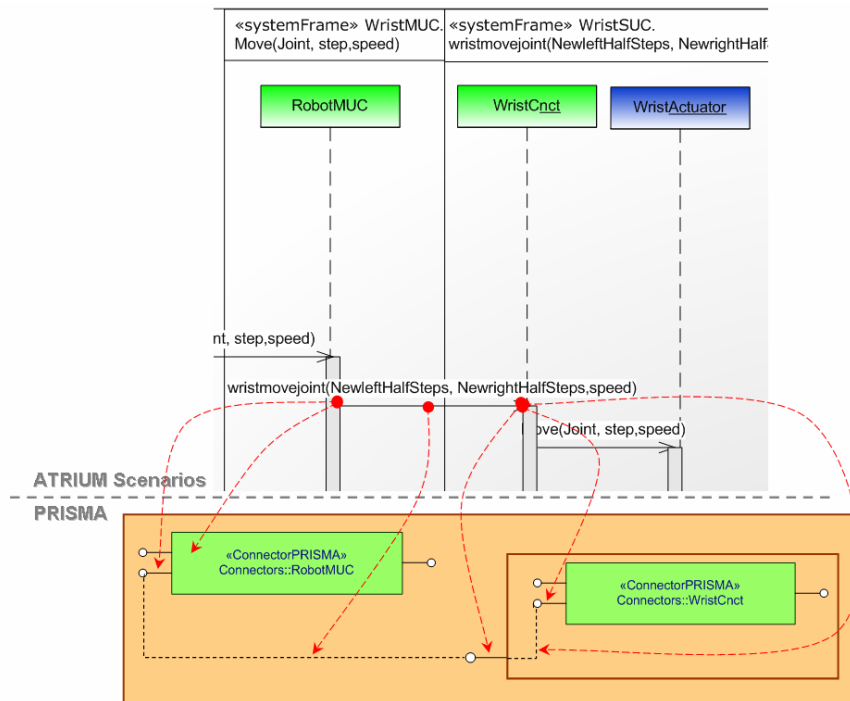 «systemFrame» WristMUC.
Move(Joint, step,speed)
«systemFrame» WristSUC.
wristmovejoint(NewleftHalfSteps, NewrightHalf
RobotMUC
WristCnct
WristActuator
nt, step,speed)
wristmovejoint(NewleftHalfSteps, NewrightHalfSteps,speed)
ove(Joint, step,speed)
ATRIUM Scenarios
PRISMA
«ConnectorPRISMA»
Connectors::RobotMUC
«ConnectorPRISMA»
Connectors::WristCnct